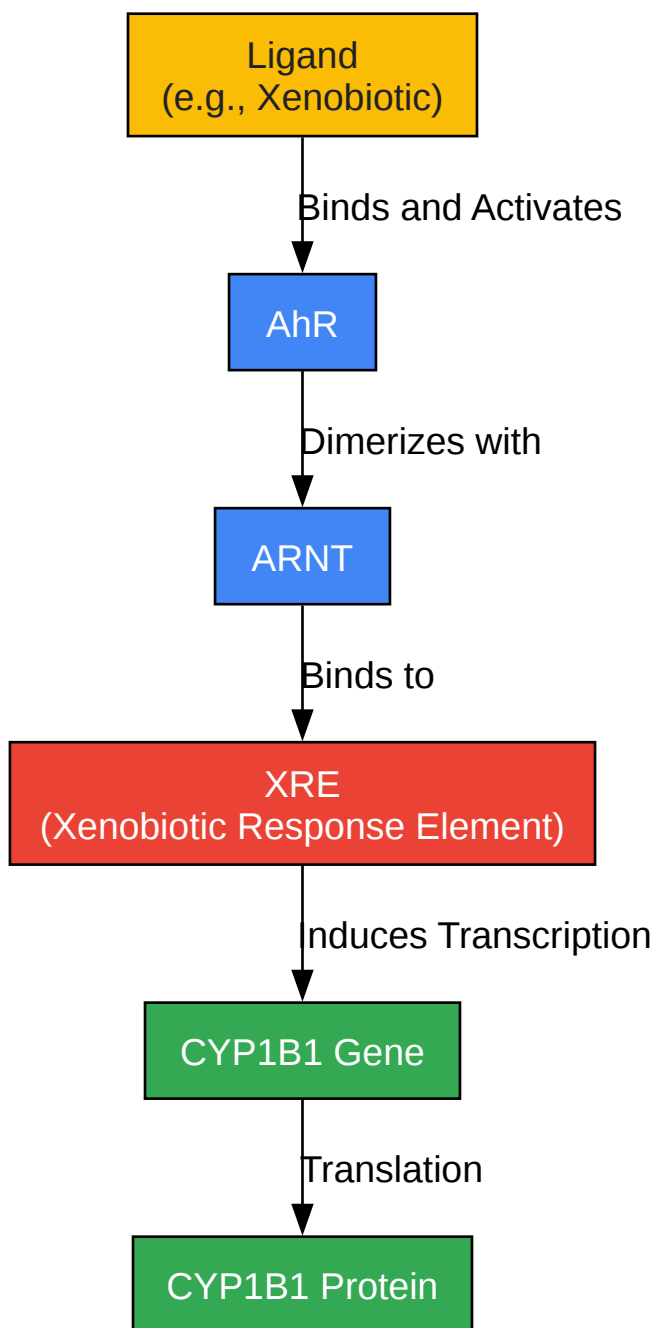 Ligand
(e.g., Xenobiotic)
Binds and Activates
AhR
Dimerizes with
ARNT
Binds to
XRE
(Xenobiotic Response Element)
Induces Transcription
CYP1B1 Gene
Translation
CYP1B1 Protein